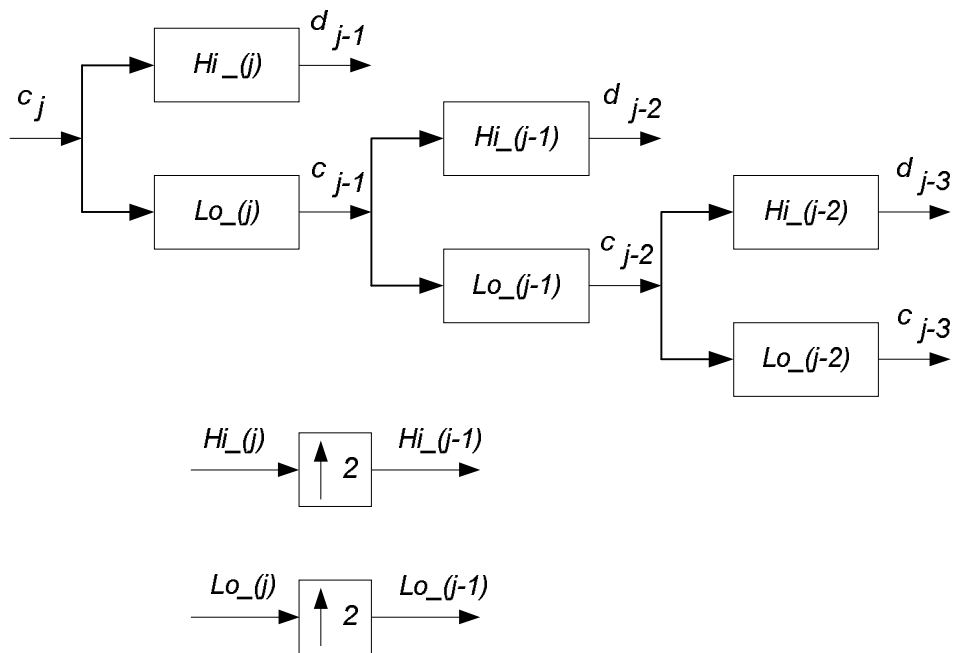 d j-1
Hi_(j)
c j
d j-2
Hi_(j-1)
c j-1
Lo_(j)
d j-3
Hi_(j-2)
c j-2
Lo_(j-1)
c j-3
Lo_(j-2)
Hi_(j) 2 Hi_(j-1)
Lo_(j) 2 Lo_(j-1)